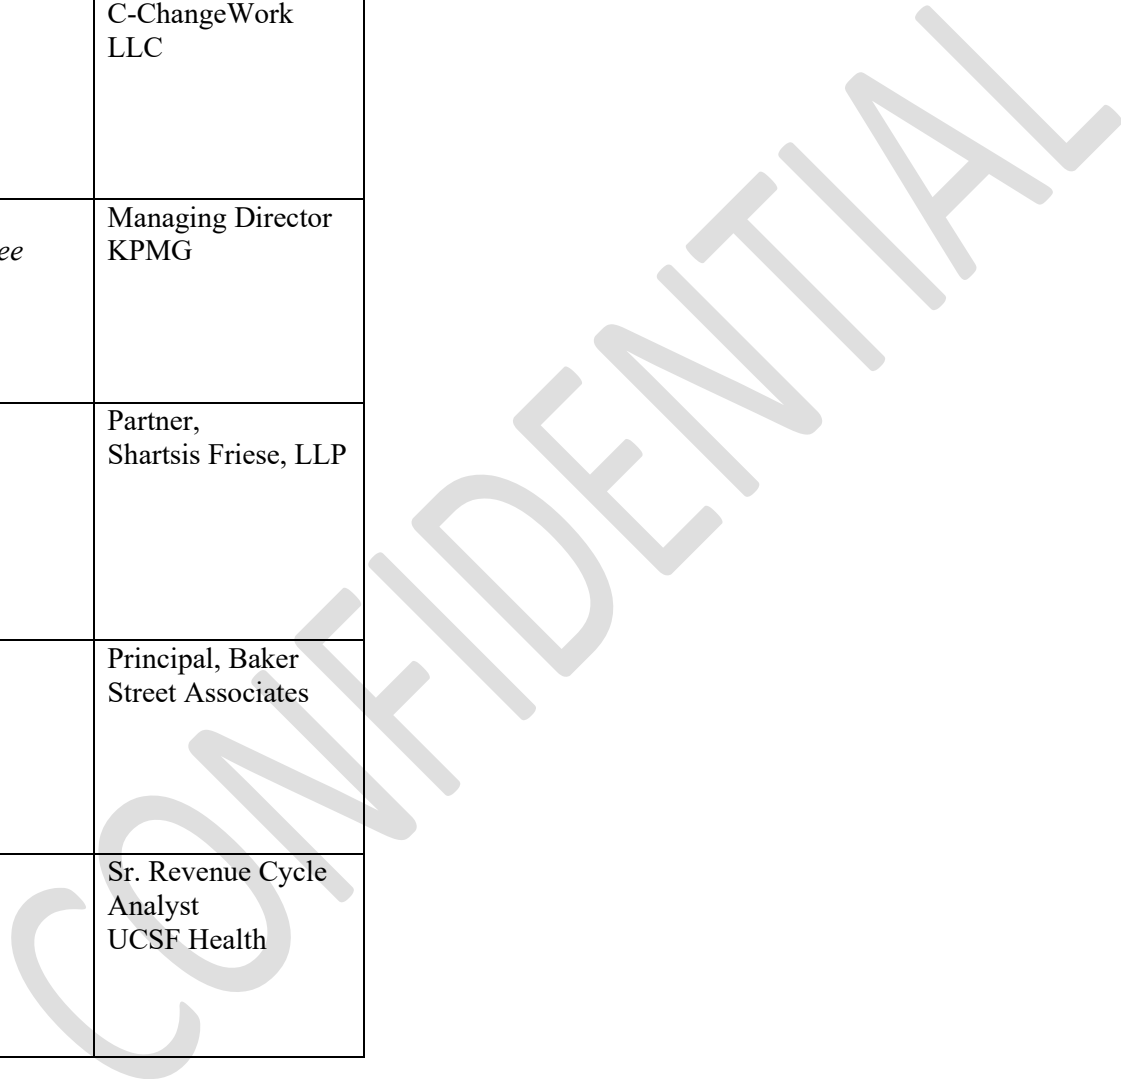 C-ChangeWork
LLC
ee
Managing Director
KPMG
Partner,
Shartsis Friese, LLP
Principal, Baker
Street Associates
Sr. Revenue Cycle
Analyst
UCSF Health
CONFIDENTIAL